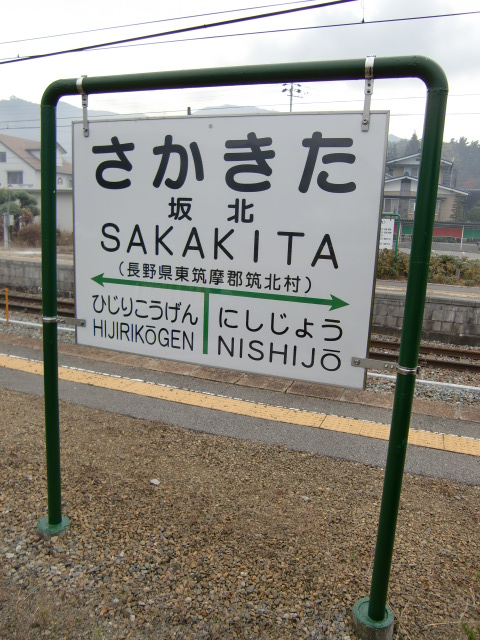 さかきた
坂北
SAKAKITA
(長野県東筑摩郡筑北村)
ひじりこうげん
HIJIRIKŌGEN
にしじょう
NISHIJŌ